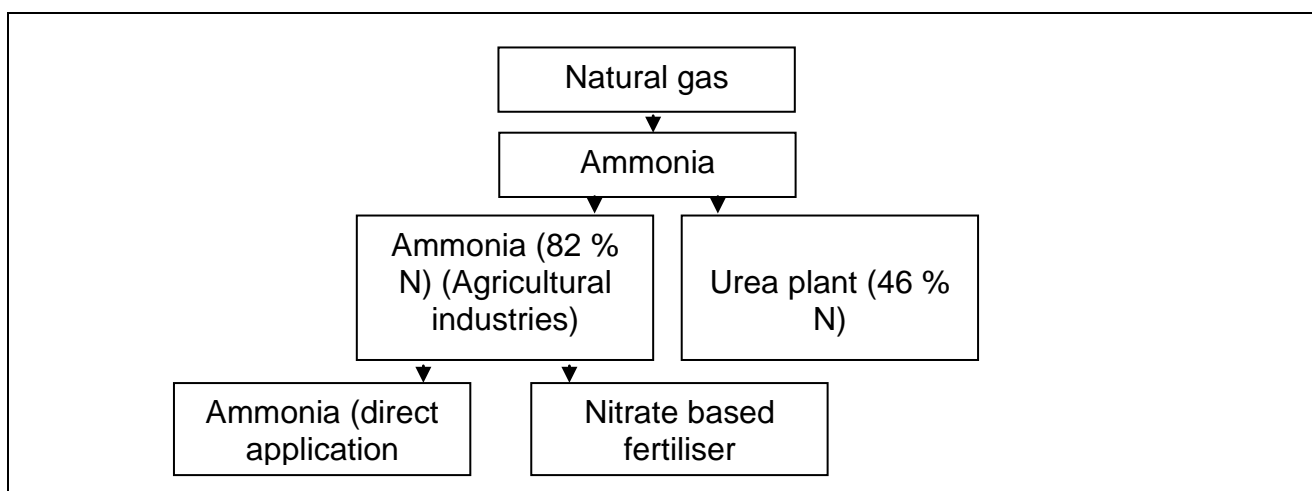 Natural gas
Ammonia
Ammonia (82 %
N) (Agricultural
industries)
Urea plant (46 %
N)
Ammonia (direct
application
Nitrate based
fertiliser